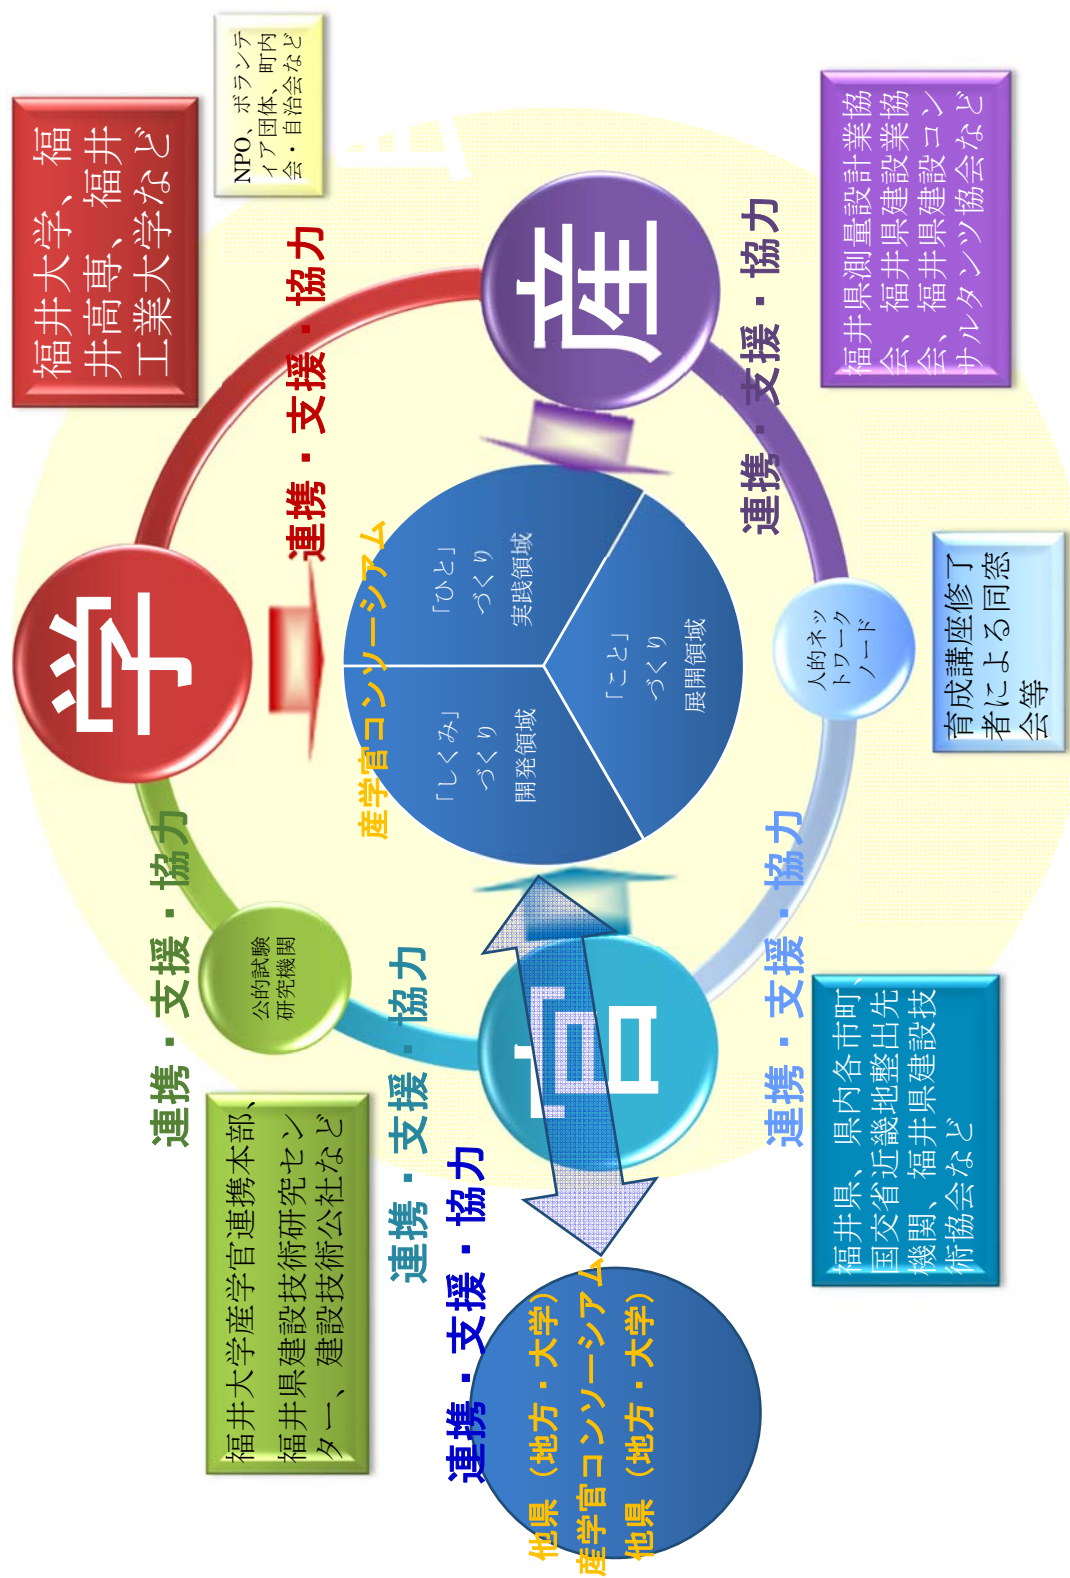 福井大学、福
井高専、福井
工業大学など
学
連携・支援・協力
福井大学産学官連携本部、
福井県建設技術研究セン
ター、建設技術公社など
公的試験
研究機関
NPO、ボランテ
ィア団体、町内
会・自治会など
連携・支援・協力
産学官コンソーシアム
連携・支援・協力
連携・支援・協力
「しくみ」
づくり
開発領域
「ひと」
づくり
実践領域
「こと」
づくり
展開領域
官
産
他県（地方・大学）
産学官コンソーシアム
他県（地方・大学）
連携・支援・協力
連携・支援・協力
人的ネッ
トワーク
ノード
福井県、県内各市町、
国交省近畿地整出先
機関、福井県建設技
術協会など
福井県測量設計業協
会、福井県建設業協
会、福井県建設コン
サルタンツ協会など
育成講座修了
者による同窓
会等